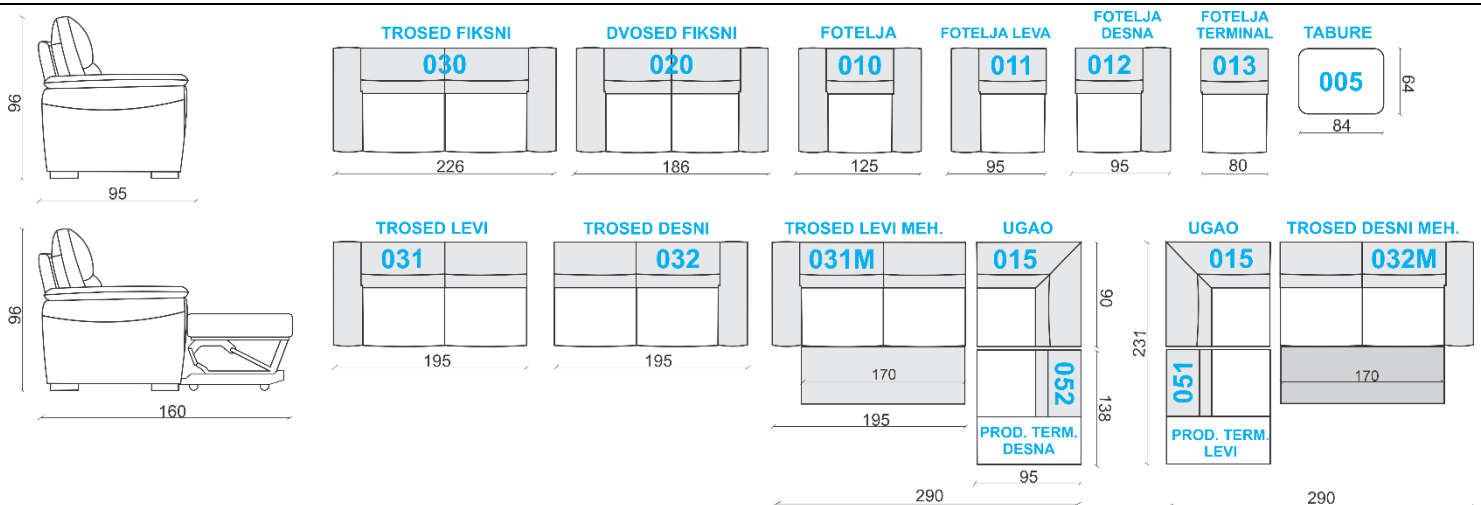 96
95
TROSED FIKSNI
030
226
DVOSED FIKSNI
020
186
FOTELJA
010
125
FOTELJA LEVA
011
95
FOTELJA
DESNA
012
95
FOTELJA
TERMINAL
013
80
TABURE
005
64
84
96
160
TROSED LEVI
031
195
TROSED DESNI
032
195
TROSED LEVI MEH.
031M
170
195
UGAO
015
90
052
138
PROD. TERM.
DESNA
95
290
231
UGAO
015
051
PROD. TERM.
LEVI
TROSED DESNI MEH.
032M
170
290